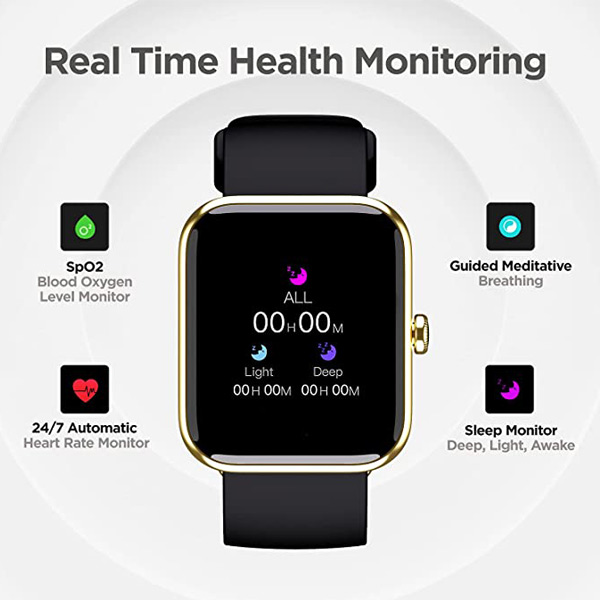 Real Time Health Monitoring
SpO2
Blood Oxygen
Level Monitor
Guided Meditative
Breathing
ALL
00H00M
Light Deep
00H 00M 00H 00M
24/7 Automatic
Heart Rate Monitor
Sleep Monitor
Deep, Light, Awake